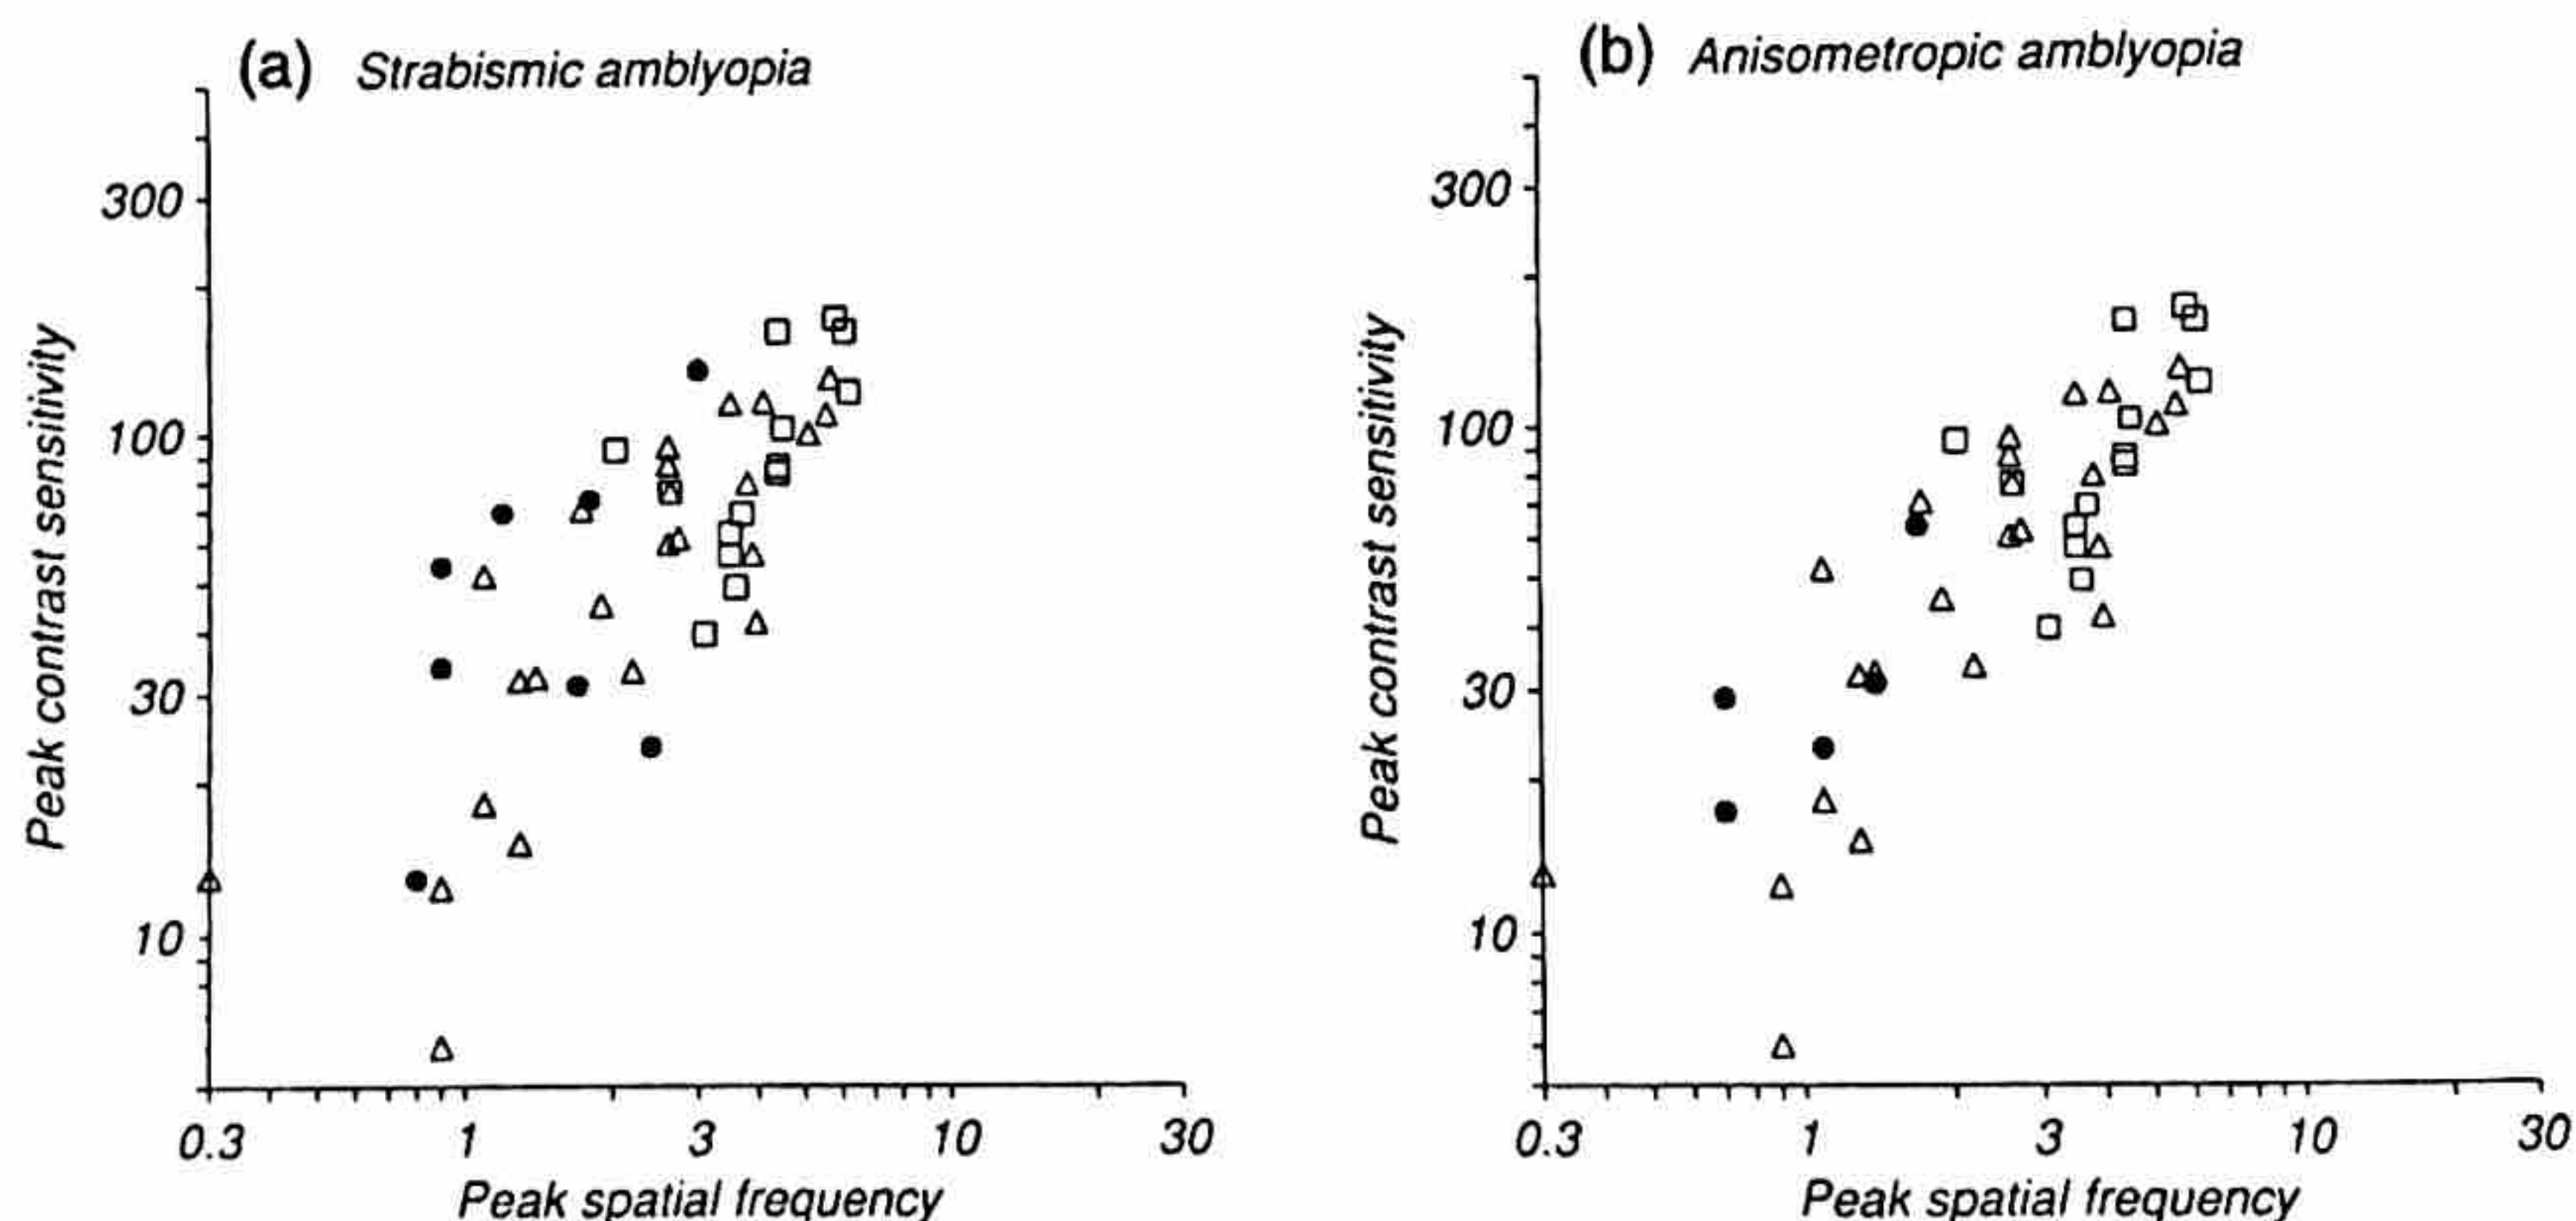 (a) Strabismic amblyopia
300
100
30
10
Peak contrast sensitivity
0.3 1 3 10 30
Peak spatial frequency
(b) Anisometropic amblyopia
300
100
30
10
Peak contrast sensitivity
0.3 1 3 10 30
Peak spatial frequency